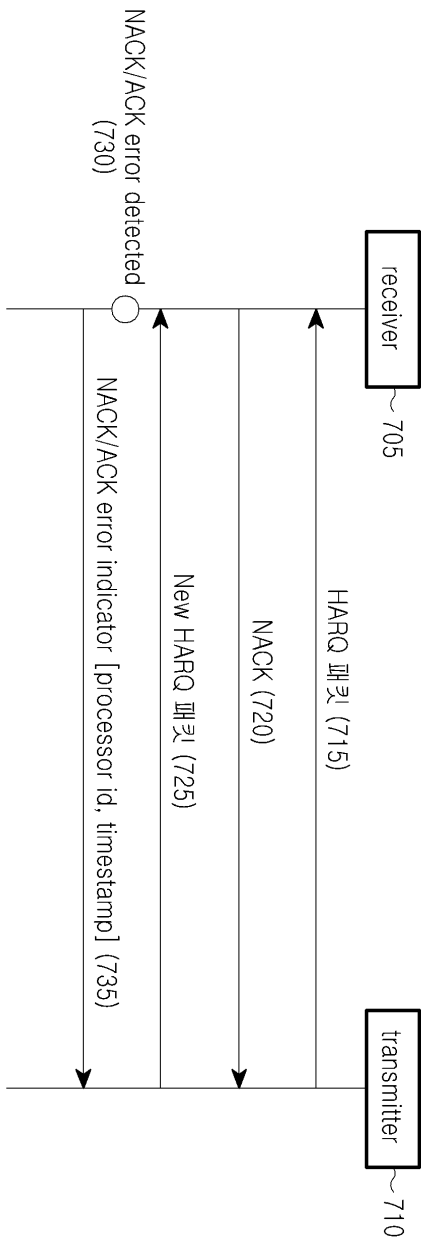 receiver
705
transmitter
710
HARQ 패킷 (715)
NACK (720)
New HARQ 패킷 (725)
NACK/ACK error detected
(730)
NACK/ACK error indicator [processor id, timestamp] (735)